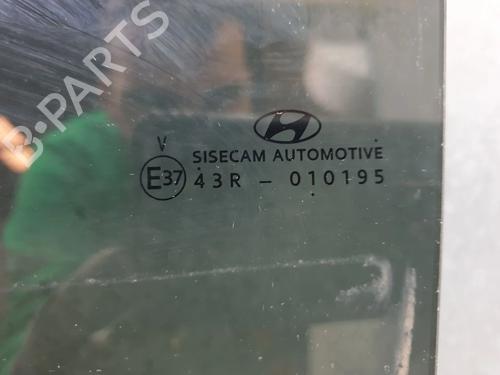 B-PARTS
V
SISECAM AUTOMOTIVE
E37 43R - 010195